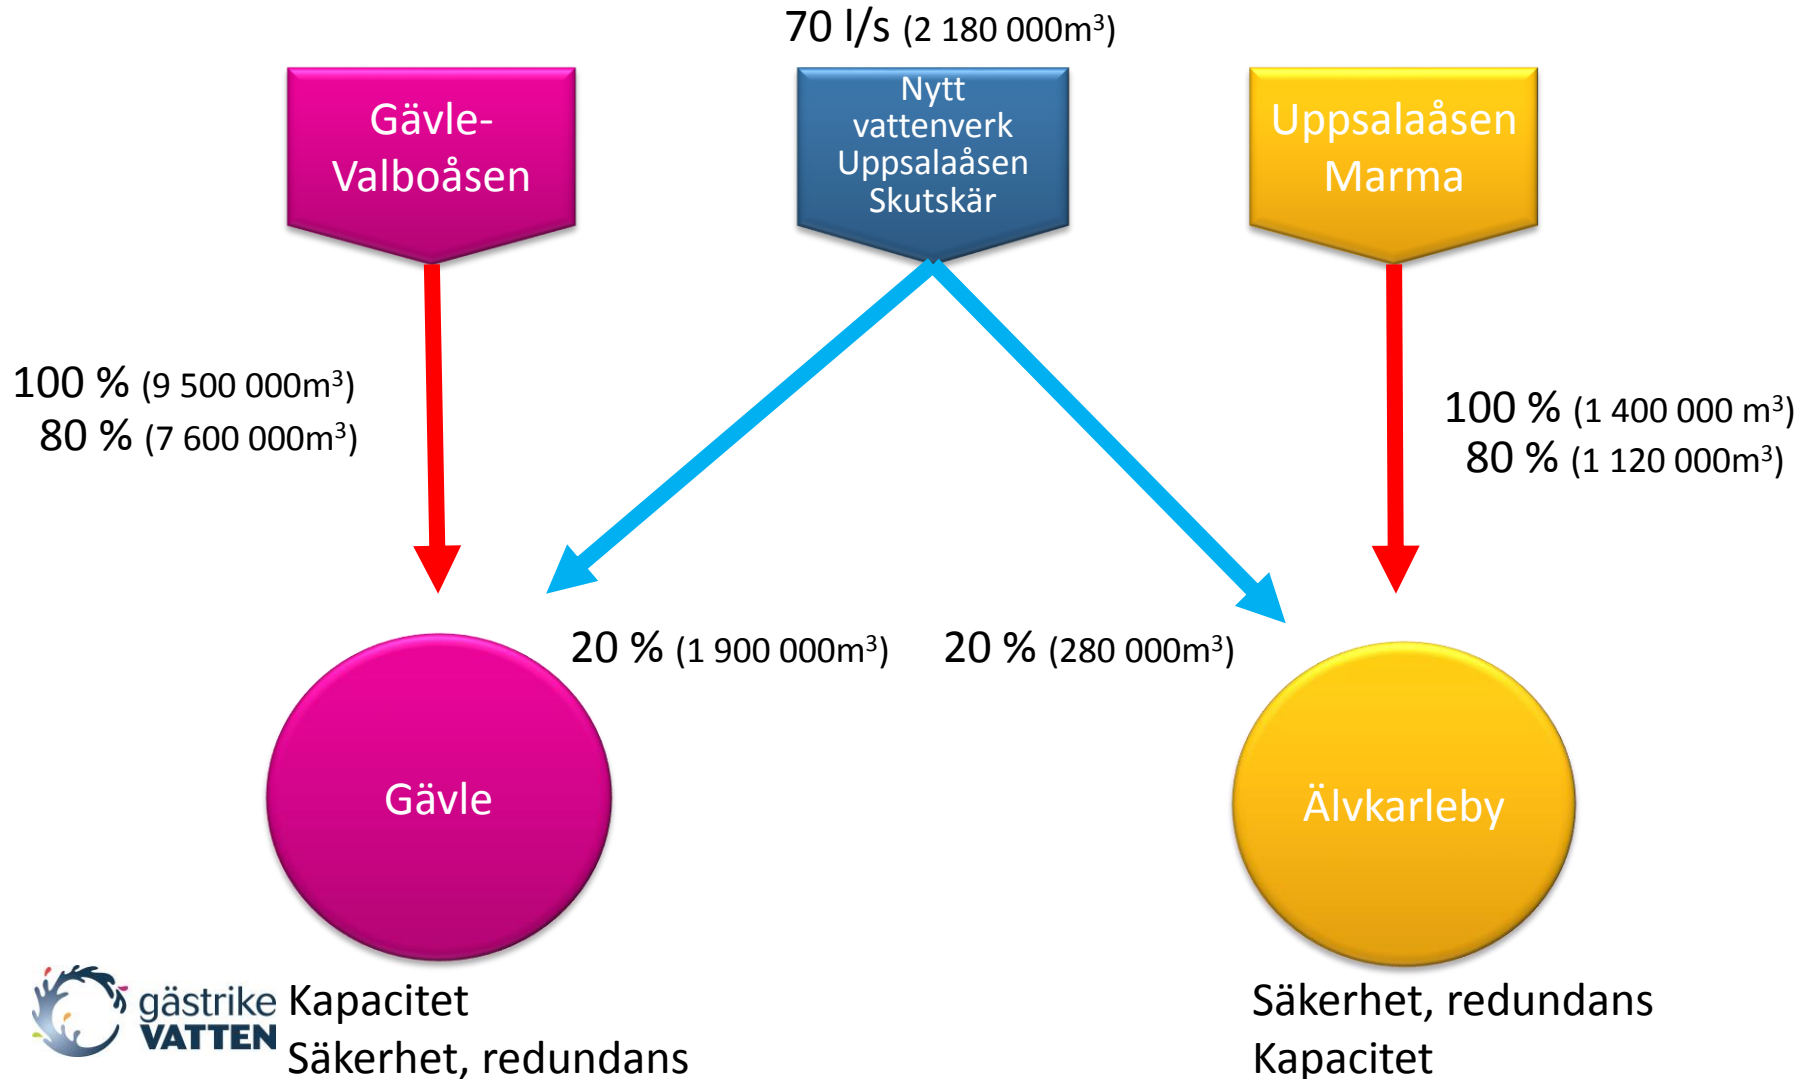 70 l/s (2 180 000m³)
Gävle-
Valboåsen
Nytt
vattenverk
Uppsalaåsen
Skutskär
Uppsalaåsen
Marma
100 % (9 500 000m³)
80 % (7 600 000m³)
100 % (1 400 000 m³)
80 % (1 120 000m³)
20 % (1 900 000m³)
20 % (280 000m³)
Gävle
Älvkarleby
gästrike
VATTEN
Kapacitet
Säkerhet, redundans
Säkerhet, redundans
Kapacitet